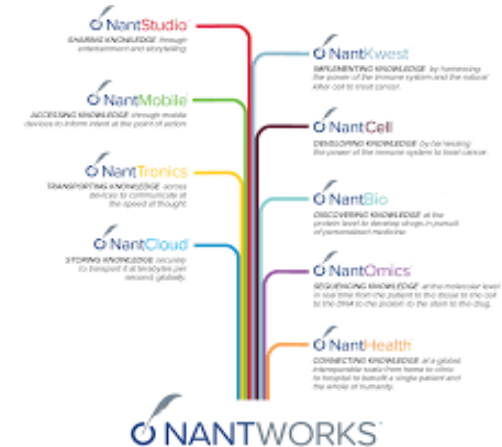 NantStudio
SHARING KNOWLEDGE through
entertainment and storytelling.
NantMobile
ACCESSING KNOWLEDGE through mobile
devices to inform intent at the point of action
NantTronics
TRANSPORTING KNOWLEDGE across
devices to communicate at
the speed of thought.
NantCloud
STORING KNOWLEDGE securely
to transport it at terabytes per
second, globally.
NantKwest
IMPLEMENTING KNOWLEDGE by harnessing
the power of the immune system and the natural
killer cell to treat cancer.
NantCell
DEVELOPING KNOWLEDGE by harnessing
the power of the immune system to treat cancer.
NantBio
DISCOVERING KNOWLEDGE at the
protein level to develop drugs in pursuit
of personalized medicine.
NantOmics
SEQUENCING KNOWLEDGE at the molecular level
in real time from the patient to the tissue to the cell
to the DNA to the protein to the stem to the drug.
NantHealth
CONNECTING KNOWLEDGE at a global,
interoperable scale from home to clinic
to hospital to benefit a single patient and
the whole of humanity.
NANTWORKS